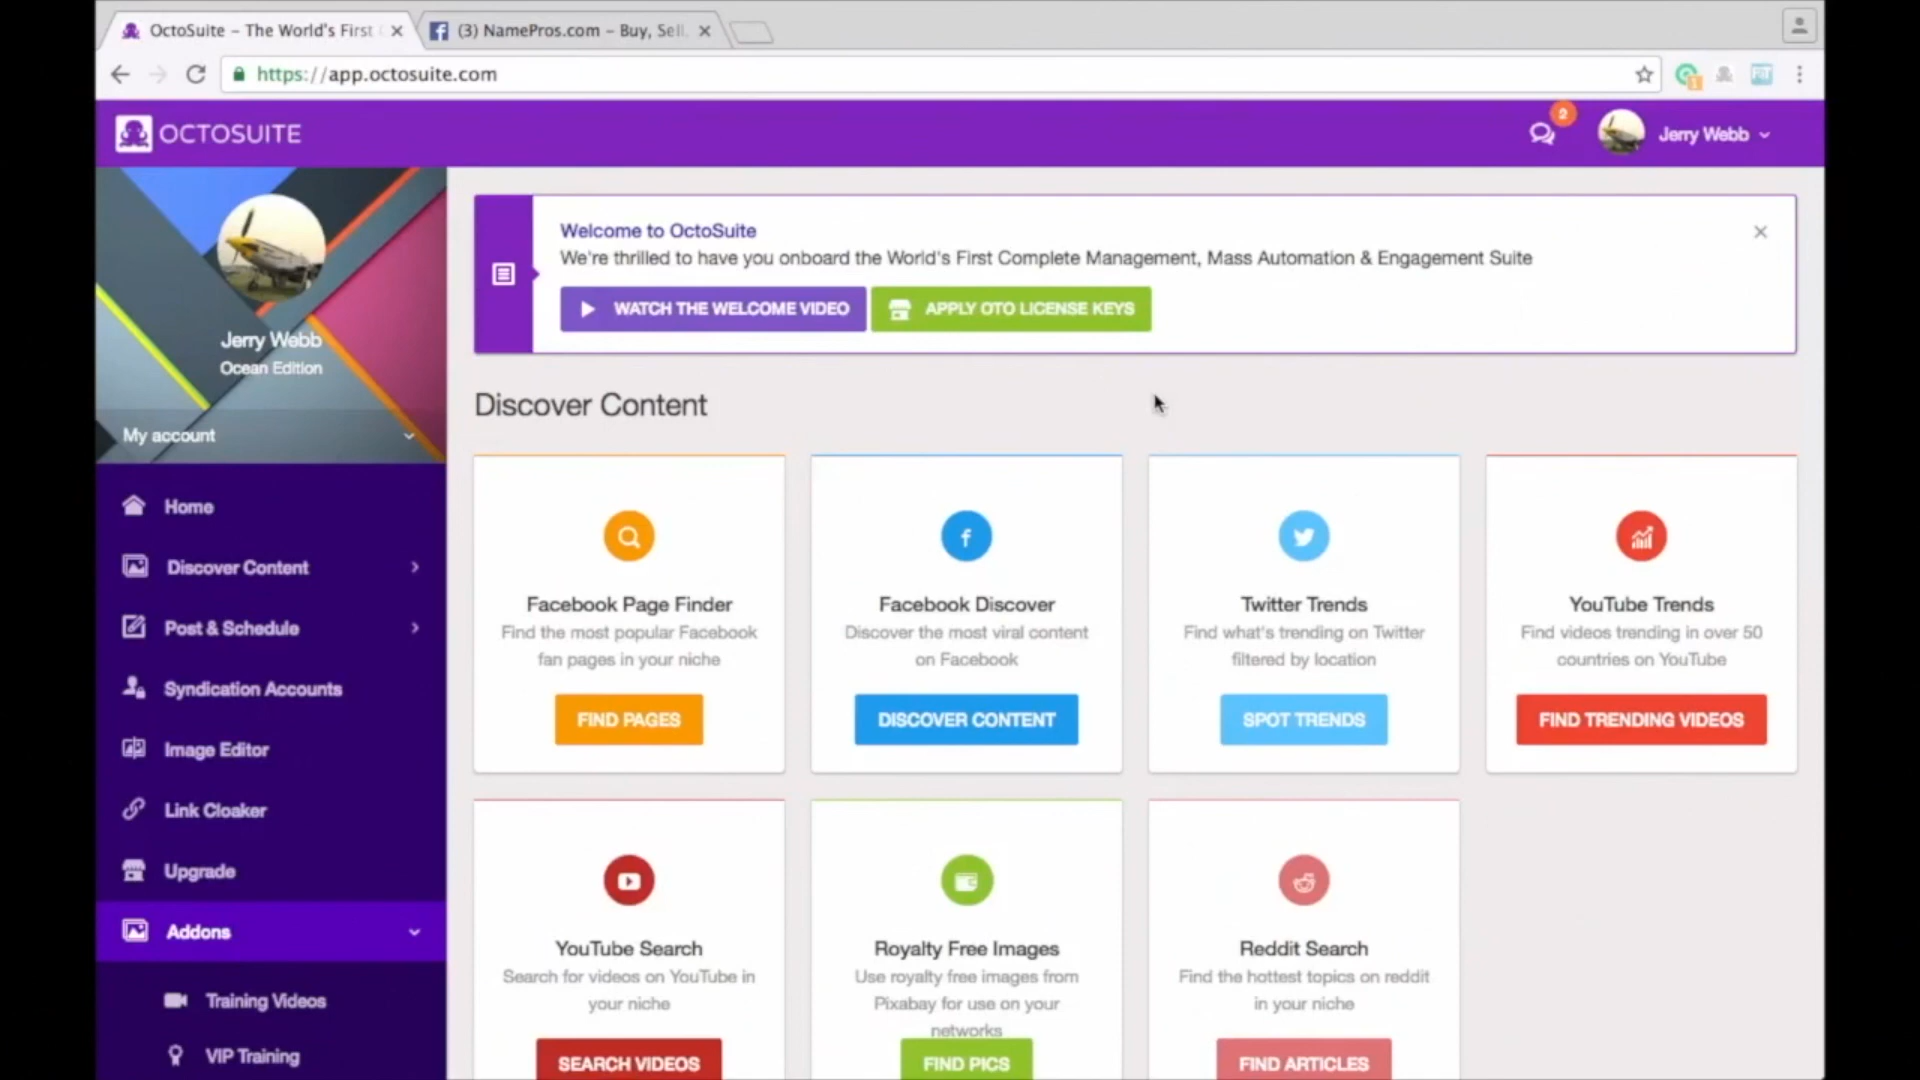 OctoSuite – The World's First
(3) NamePros.com – Buy, Sell,
https://app.octosuite.com
OCTOSUITE
2
Jerry Webb
Jerry Webb
Ocean Edition
My account
Home
Discover Content
Post & Schedule
Syndication Accounts
Image Editor
Link Cloaker
Upgrade
Addons
Training Videos
VIP Training
Welcome to OctoSuite
We're thrilled to have you onboard the World's First Complete Management, Mass Automation & Engagement Suite
WATCH THE WELCOME VIDEO
APPLY OTO LICENSE KEYS
Discover Content
Facebook Page Finder
Find the most popular Facebook
fan pages in your niche
FIND PAGES
Facebook Discover
Discover the most viral content
on Facebook
DISCOVER CONTENT
Twitter Trends
Find what's trending on Twitter
filtered by location
SPOT TRENDS
YouTube Trends
Find videos trending in over 50
countries on YouTube
FIND TRENDING VIDEOS
YouTube Search
Search for videos on YouTube in
your niche
SEARCH VIDEOS
Royalty Free Images
Use royalty free images from
Pixabay for use on your
networks
FIND PICS
Reddit Search
Find the hottest topics on reddit
in your niche
FIND ARTICLES